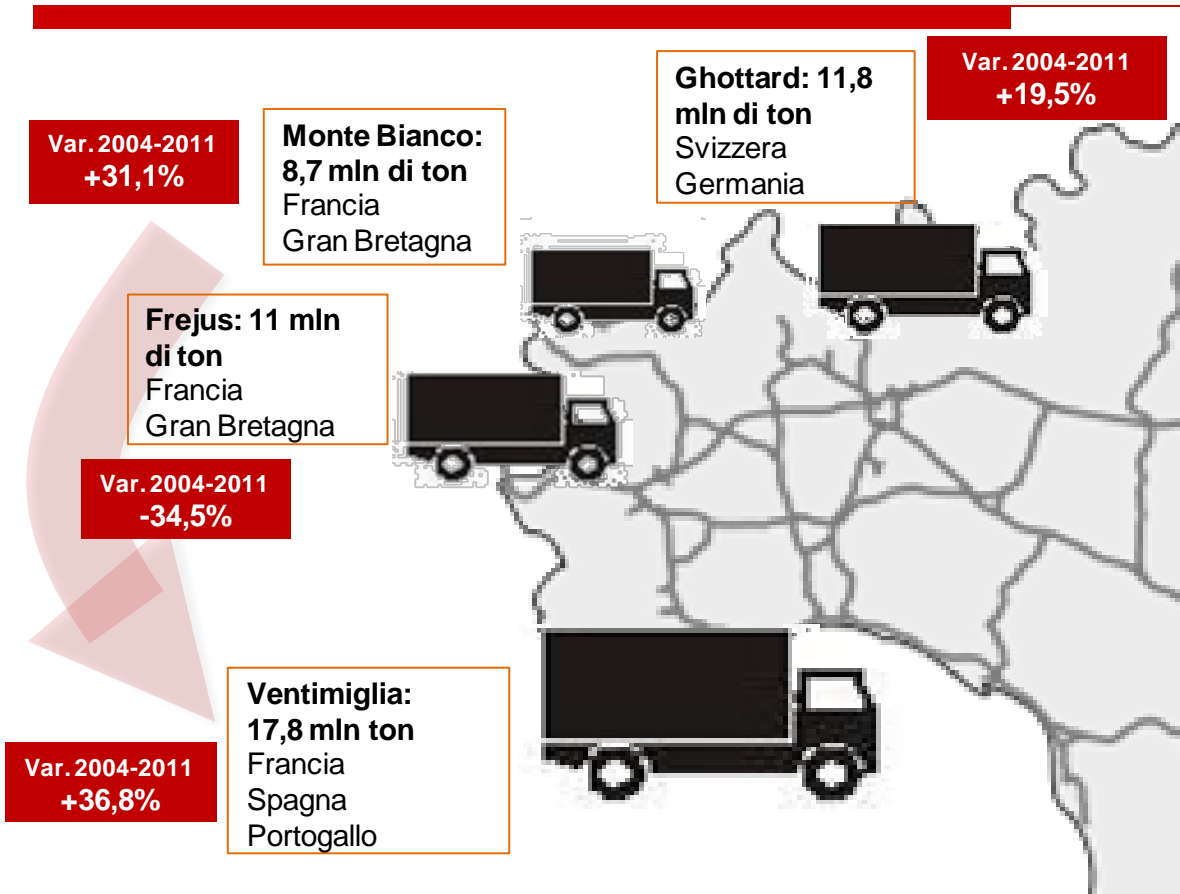 Ghottard: 11,8
mln di ton
Svizzera
Germania
Var. 2004-2011
+19,5%
Var. 2004-2011
+31,1%
Monte Bianco:
8,7 mln di ton
Francia
Gran Bretagna
Frejus: 11 mln
di ton
Francia
Gran Bretagna
Var. 2004-2011
-34,5%
Ventimiglia:
17,8 mln ton
Francia
Spagna
Portogallo
Var. 2004-2011
+36,8%